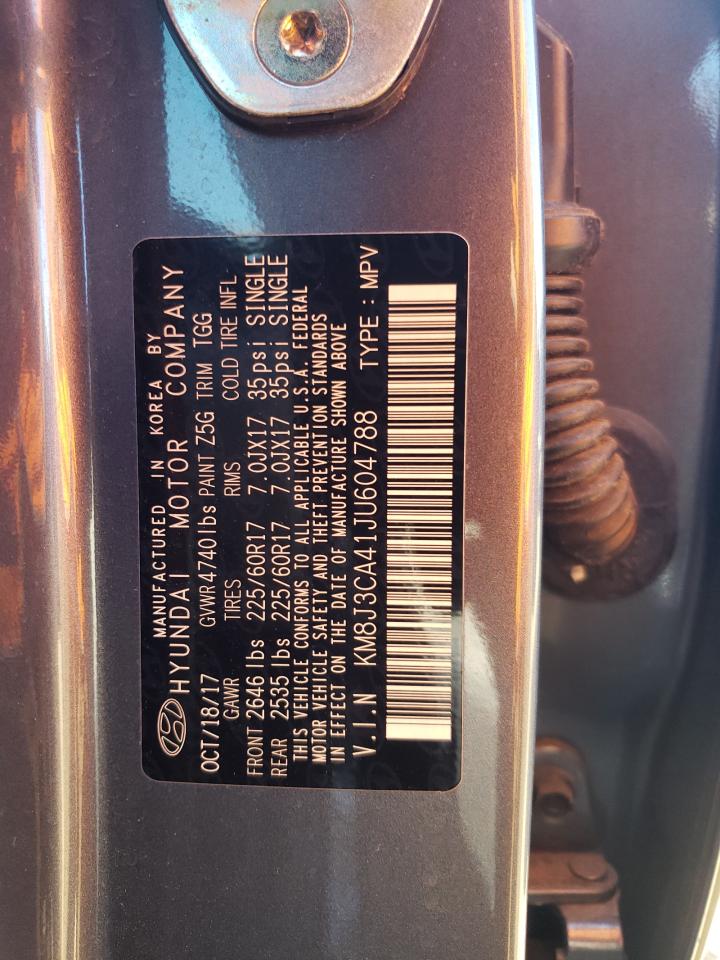 MANUFACTURED IN KOREA BY
HYUNDAI MOTOR COMPANY
OCT/18/17 GVWR 4740lbs PAINT Z5G TRIM TGG
GAWR TIRES RIMS COLD TIRE INFL
FRONT 2646 lbs 225/60R17 7.0JX17 35psi SINGLE
REAR 2535 lbs 225/60R17 7.0JX17 35psi SINGLE
THIS VEHICLE CONFORMS TO ALL APPLICABLE U.S.A. FEDERAL
MOTOR VEHICLE SAFETY AND THEFT PREVENTION STANDARDS
IN EFFECT ON THE DATE OF MANUFACTURE SHOWN ABOVE
V.I.N KM8J3CA41JU604788 TYPE : MPV